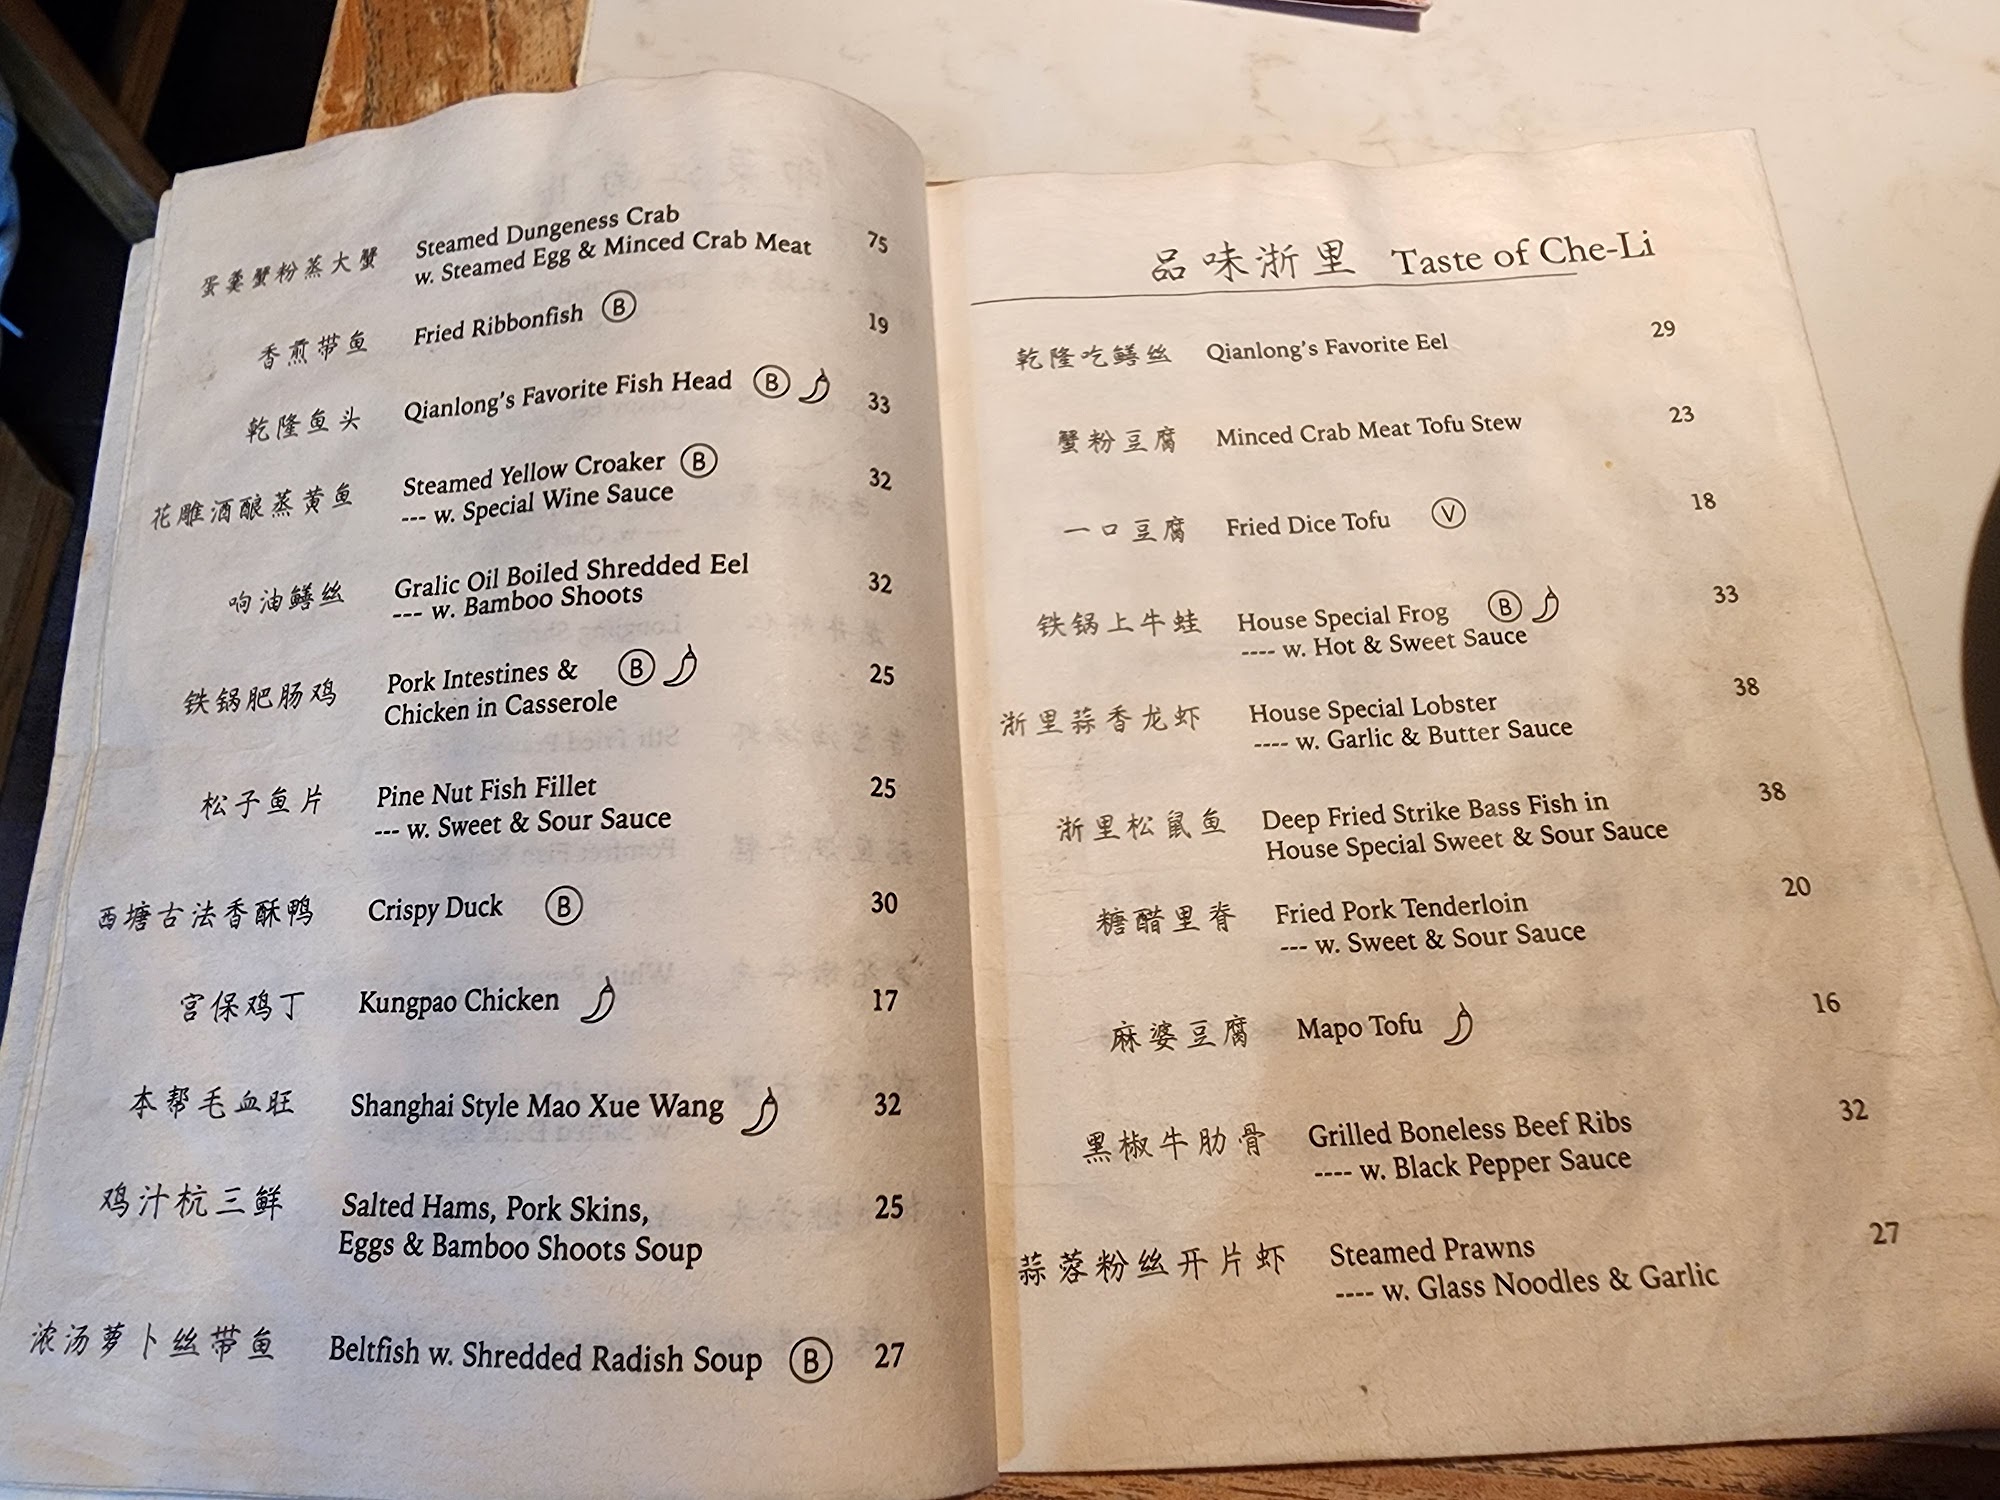 蛋羹蟹粉蒸大蟹 Steamed Dungeness Crab 75
w. Steamed Egg & Minced Crab Meat
香煎带鱼 Fried Ribbonfish B 19
乾隆鱼头 Qianlong's Favorite Fish Head B 33
花雕酒酿蒸黄鱼 Steamed Yellow Croaker B 32
--- w. Special Wine Sauce
响油鳝丝 Gralic Oil Boiled Shredded Eel 32
--- w. Bamboo Shoots
铁锅肥肠鸡 Pork Intestines & B 25
Chicken in Casserole
松子鱼片 Pine Nut Fish Fillet 25
--- w. Sweet & Sour Sauce
西塘古法香酥鸭 Crispy Duck B 30
宫保鸡丁 Kungpao Chicken 17
本帮毛血旺 Shanghai Style Mao Xue Wang 32
鸡汁杭三鲜 Salted Hams, Pork Skins, 25
Eggs & Bamboo Shoots Soup
浓汤萝卜丝带鱼 Beltfish w. Shredded Radish Soup B 27
品味浙里 Taste of Che-Li
乾隆吃鳝丝 Qianlong's Favorite Eel 29
蟹粉豆腐 Minced Crab Meat Tofu Stew 23
一口豆腐 Fried Dice Tofu V 18
铁锅上牛蛙 House Special Frog B 33
---- w. Hot & Sweet Sauce
浙里蒜香龙虾 House Special Lobster 38
---- w. Garlic & Butter Sauce
浙里松鼠鱼 Deep Fried Strike Bass Fish in 38
House Special Sweet & Sour Sauce
糖醋里脊 Fried Pork Tenderloin 20
--- w. Sweet & Sour Sauce
麻婆豆腐 Mapo Tofu 16
黑椒牛肋骨 Grilled Boneless Beef Ribs 32
---- w. Black Pepper Sauce
蒜蓉粉丝开片虾 Steamed Prawns 27
---- w. Glass Noodles & Garlic